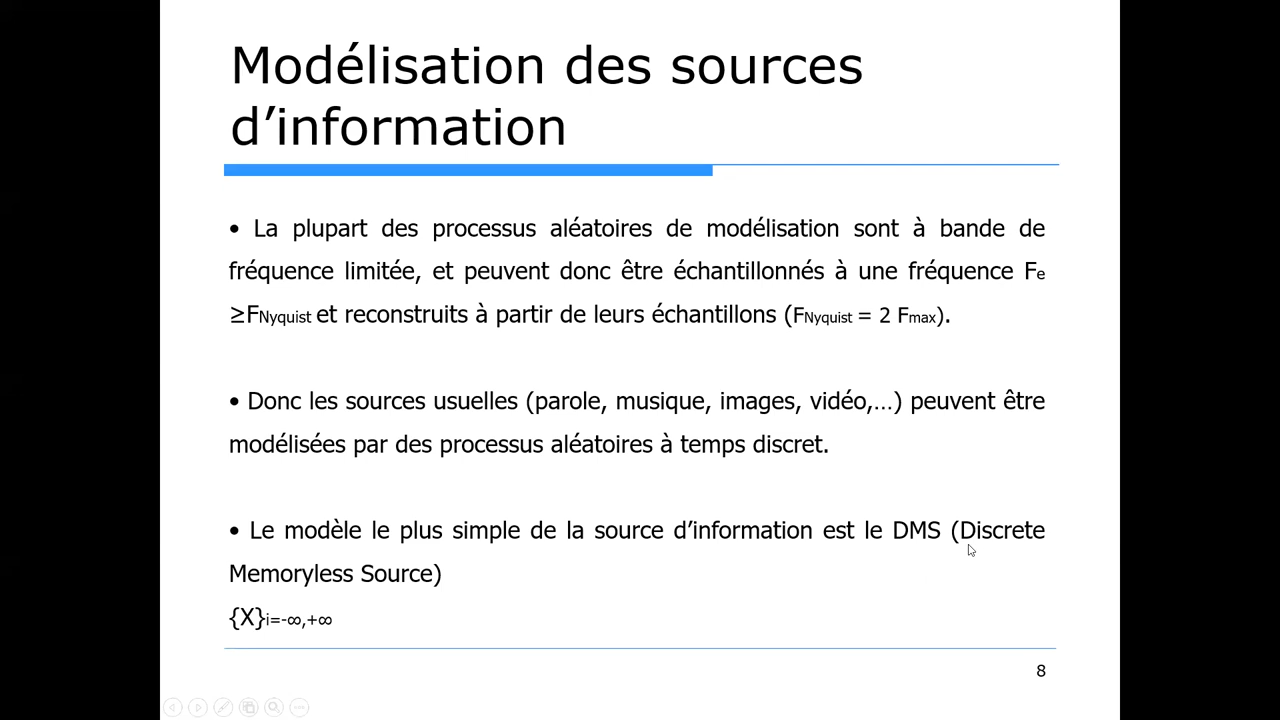 Modélisation des sources
d’information
• La plupart des processus aléatoires de modélisation sont à bande de
fréquence limitée, et peuvent donc être échantillonnés à une fréquence Fe
≥FNyquist et reconstruits à partir de leurs échantillons (FNyquist = 2 Fmax).
• Donc les sources usuelles (parole, musique, images, vidéo,…) peuvent être
modélisées par des processus aléatoires à temps discret.
• Le modèle le plus simple de la source d’information est le DMS (Discrete
Memoryless Source)
{X}i=-∞,+∞
8